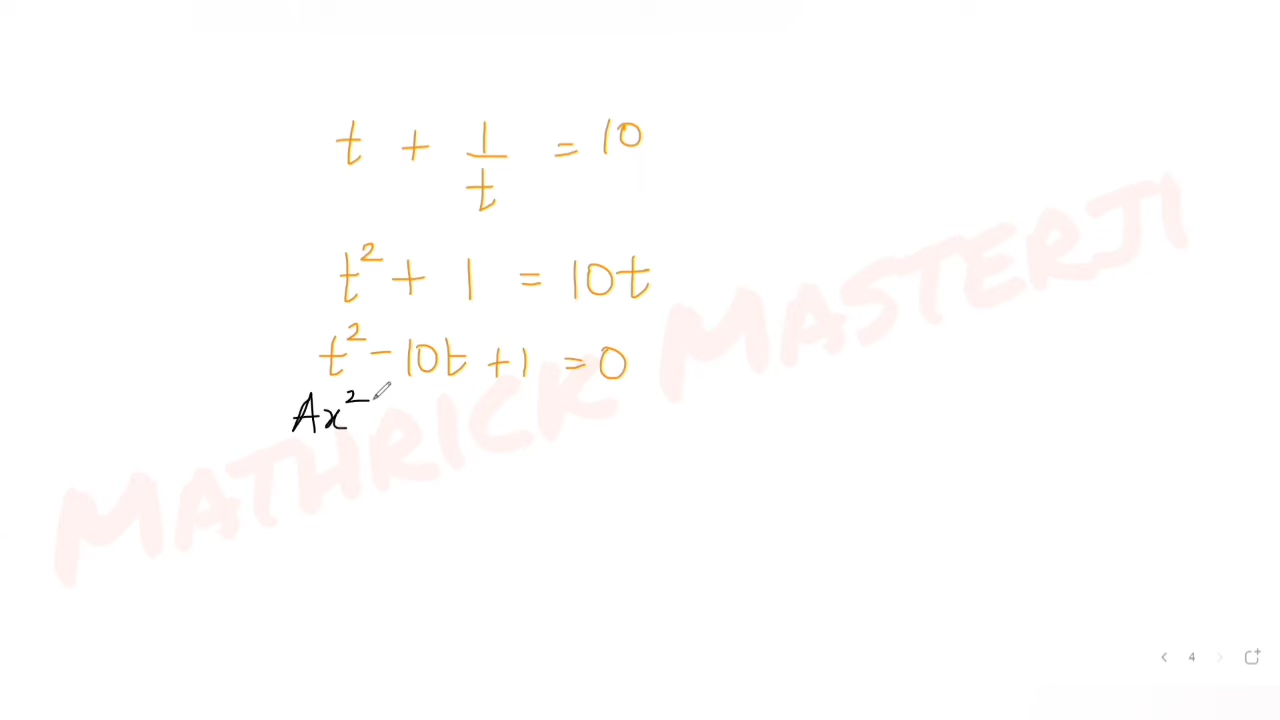 t + 1/t = 10
t² + 1 = 10t
t² - 10t + 1 = 0
Ax²
MATHRICK MASTERJI
< 4 >